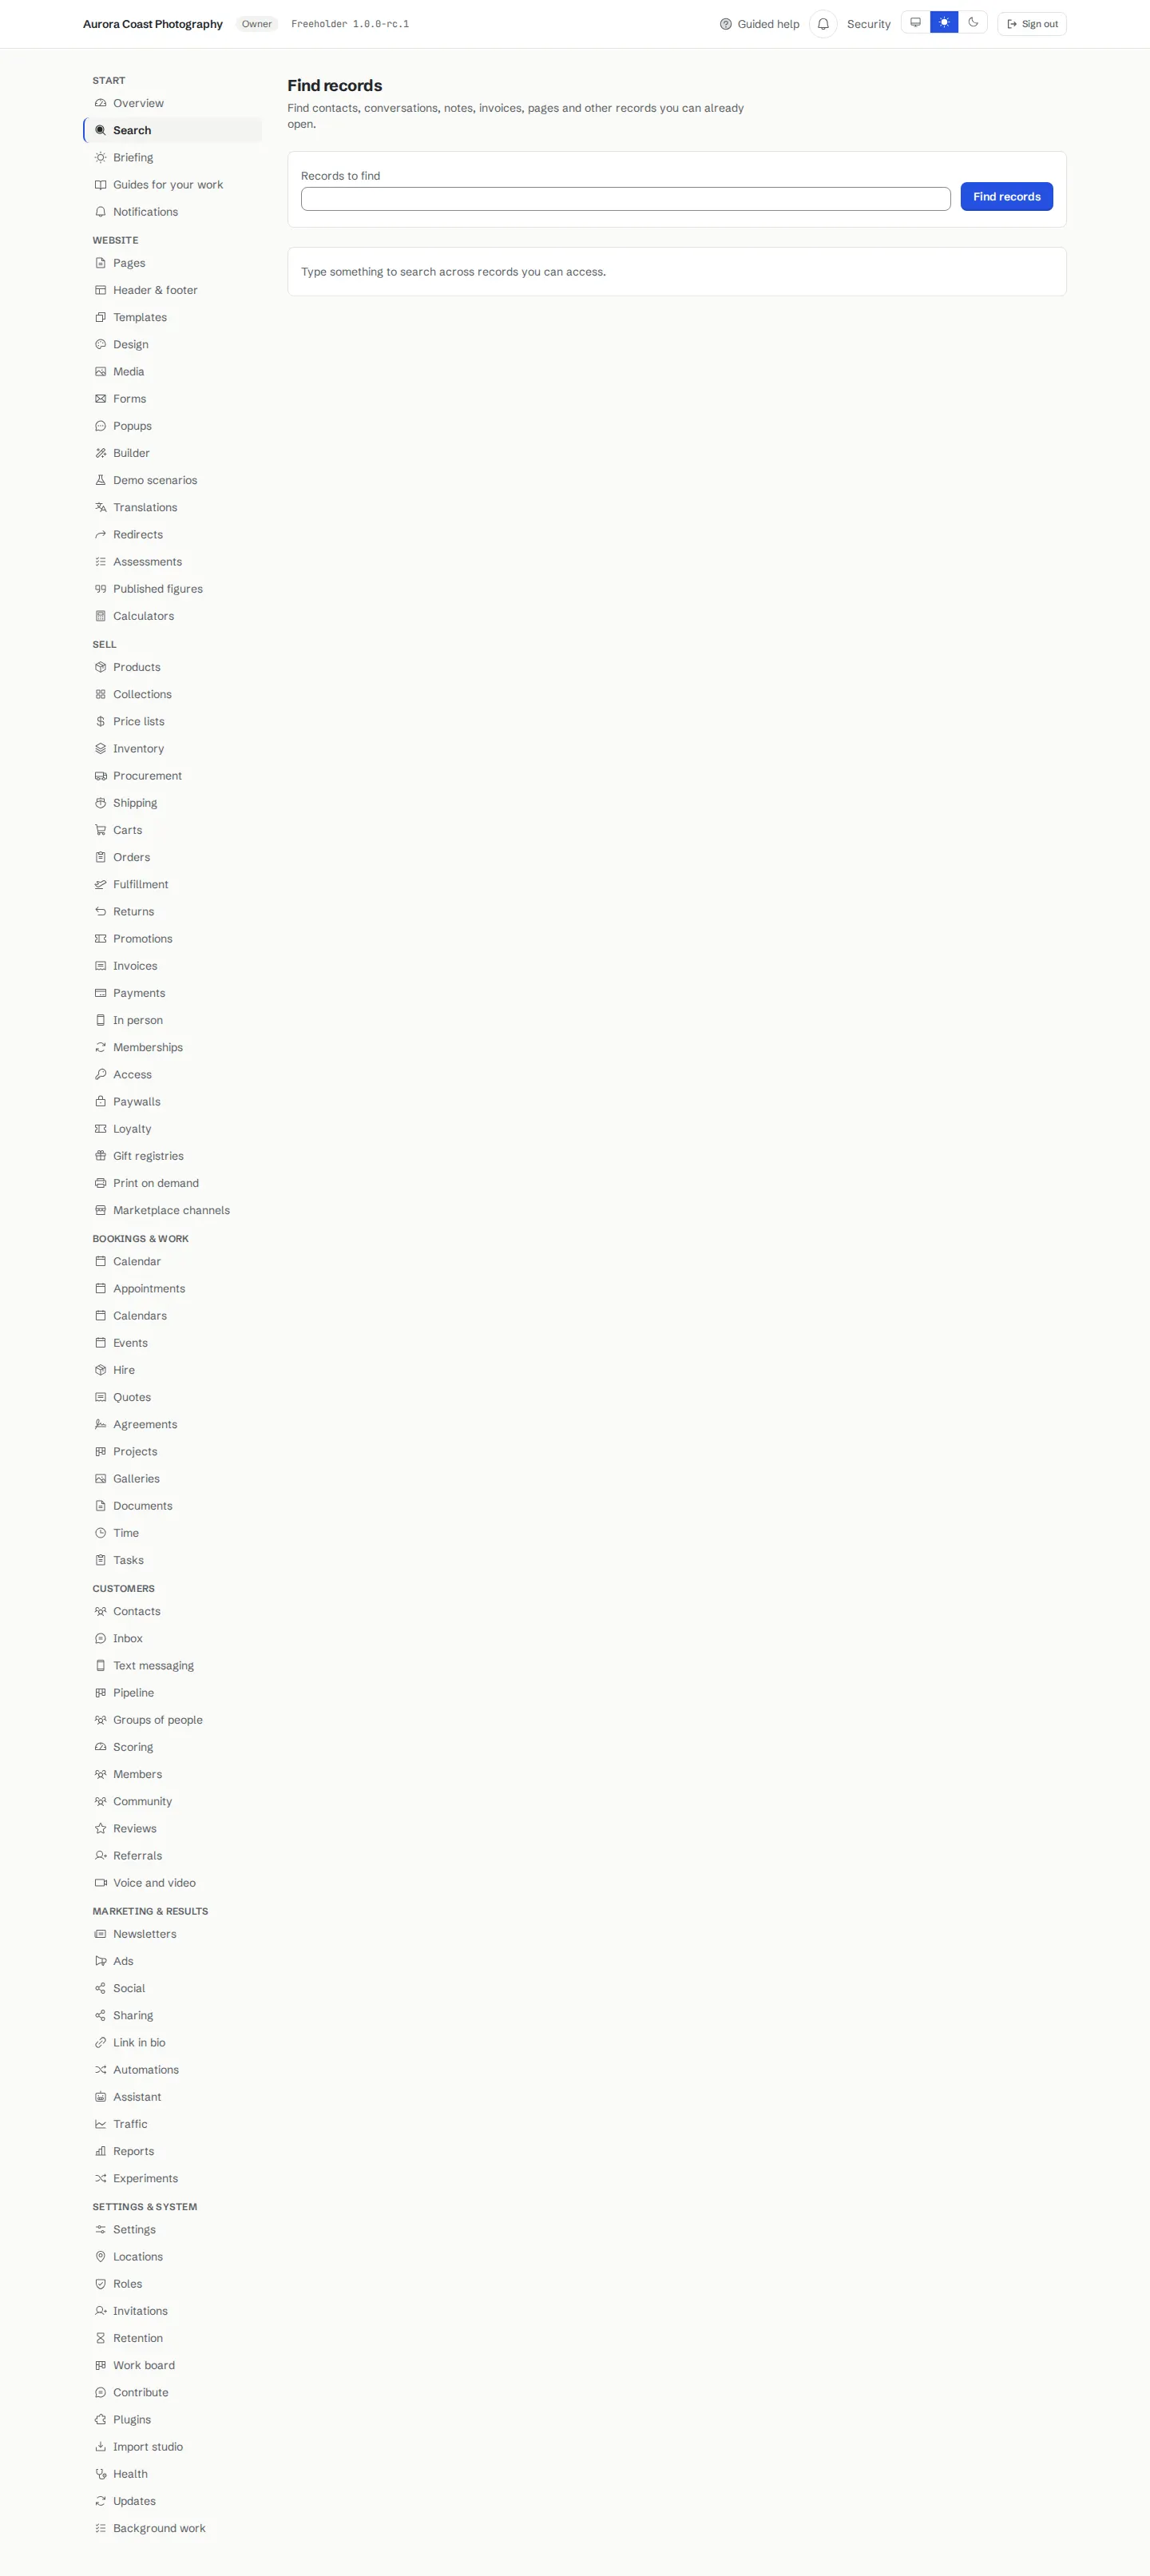 Aurora Coast Photography
Owner
Freeholder 1.0.0-rc.1
Guided help
Security
Sign out
START
Overview
Search
Briefing
Guides for your work
Notifications
WEBSITE
Pages
Header & footer
Templates
Design
Media
Forms
Popups
Builder
Demo scenarios
Translations
Redirects
Assessments
Published figures
Calculators
SELL
Products
Collections
Price lists
Inventory
Procurement
Shipping
Carts
Orders
Fulfillment
Returns
Promotions
Invoices
Payments
In person
Memberships
Access
Paywalls
Loyalty
Gift registries
Print on demand
Marketplace channels
BOOKINGS & WORK
Calendar
Appointments
Calendars
Events
Hire
Quotes
Agreements
Projects
Galleries
Documents
Time
Tasks
CUSTOMERS
Contacts
Inbox
Text messaging
Pipeline
Groups of people
Scoring
Members
Community
Reviews
Referrals
Voice and video
MARKETING & RESULTS
Newsletters
Ads
Social
Sharing
Link in bio
Automations
Assistant
Traffic
Reports
Experiments
SETTINGS & SYSTEM
Settings
Locations
Roles
Invitations
Retention
Work board
Contribute
Plugins
Import studio
Health
Updates
Background work
Find records
Find contacts, conversations, notes, invoices, pages and other records you can already
open.
Records to find
Find records
Type something to search across records you can access.